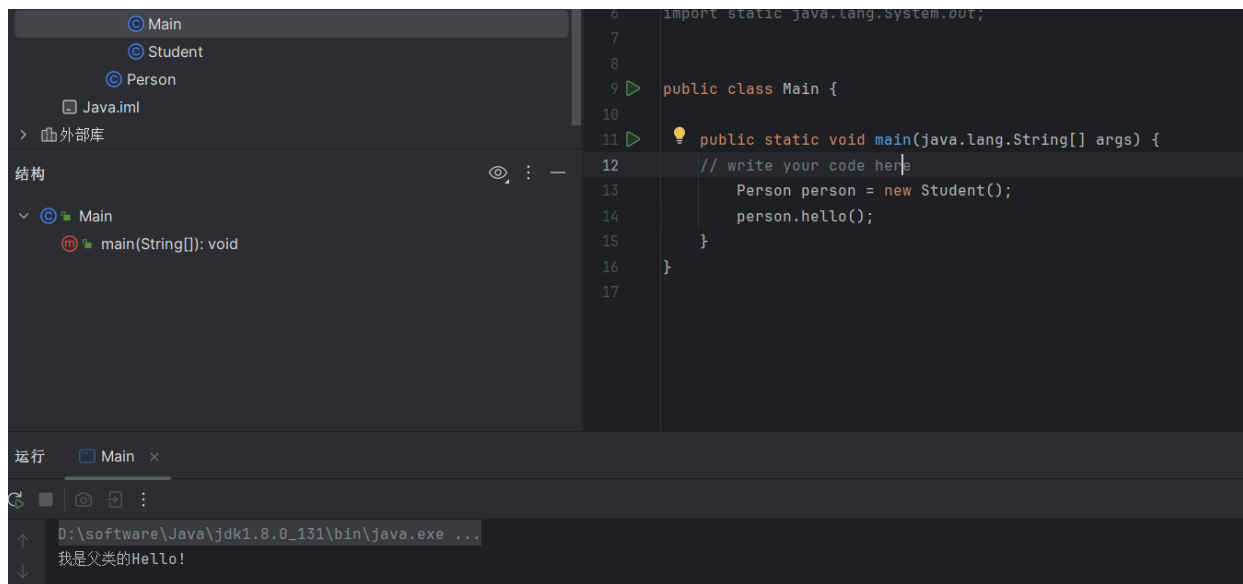 Main
Student
Person
Java.iml
外部库
结构
Main
main(String[]): void
6 import static java.lang.System.out;
7
8
9 public class Main {
10
11 public static void main(java.lang.String[] args) {
12 // write your code here
13 Person person = new Student();
14 person.hello();
15 }
16 }
17
运行 Main
D:\software\Java\jdk1.8.0_131\bin\java.exe ...
我是父类的Hello!